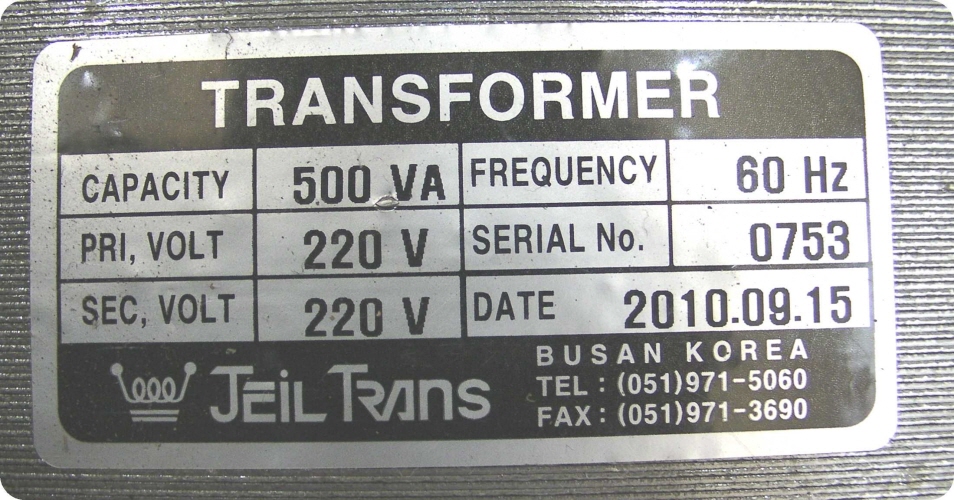 TRANSFORMER
CAPACITY 500 VA FREQUENCY 60 Hz
PRI, VOLT 220 V SERIAL No. 0753
SEC, VOLT 220 V DATE 2010.09.15
JEIL TRANS
BUSAN KOREA
TEL : (051)971-5060
FAX : (051)971-3690